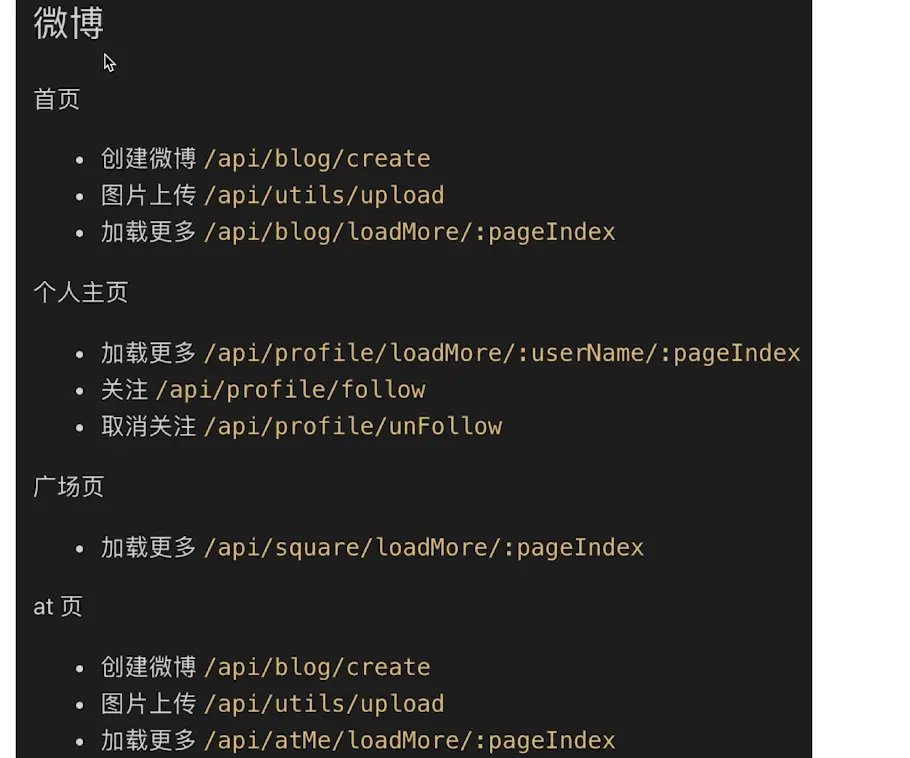 微博
首页
创建微博 /api/blog/create
图片上传 /api/utils/upload
加载更多 /api/blog/loadMore/:pageIndex
个人主页
加载更多 /api/profile/loadMore/:userName/:pageIndex
关注 /api/profile/follow
取消关注 /api/profile/unFollow
广场页
加载更多 /api/square/loadMore/:pageIndex
at 页
创建微博 /api/blog/create
图片上传 /api/utils/upload
加载更多 /api/atMe/loadMore/:pageIndex